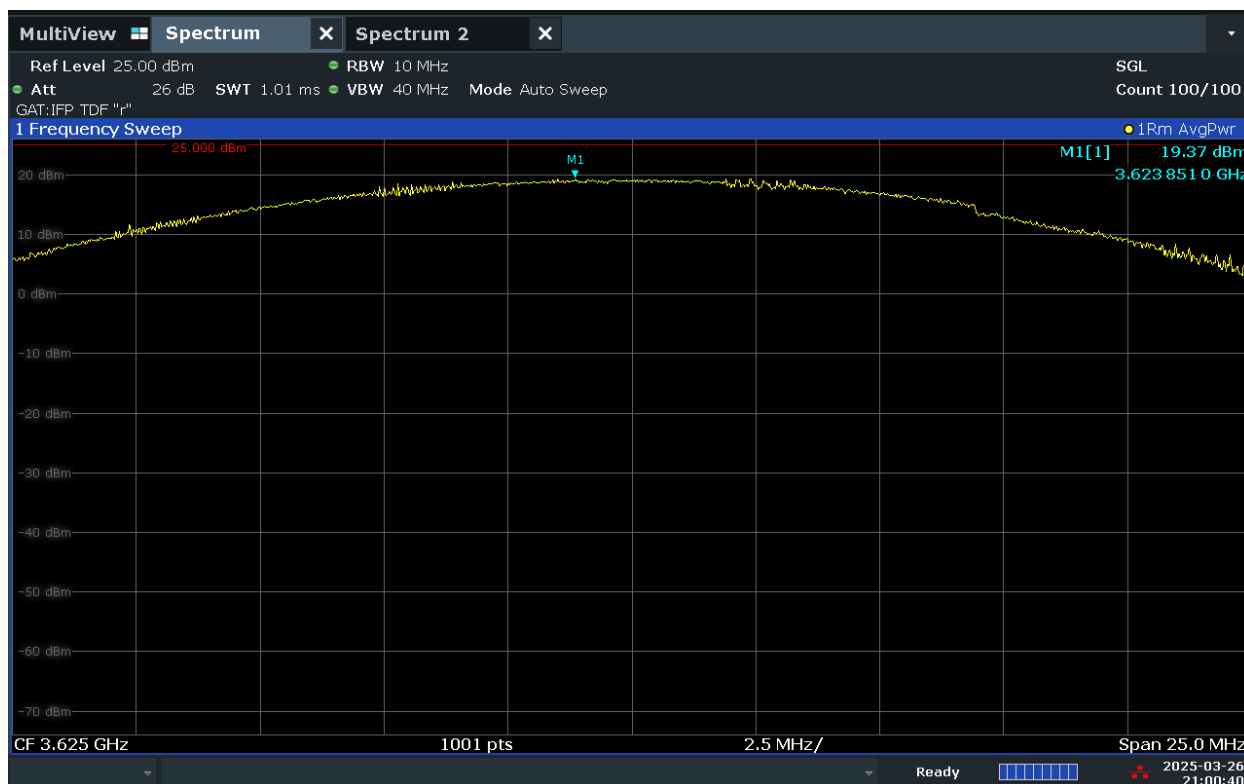 MultiView Spectrum X Spectrum 2 X
Ref Level 25.00 dBm RBW 10 MHz SGL
Att 26 dB SWT 1.01 ms VBW 40 MHz Mode Auto Sweep Count 100/100
GAT:IFP TDF "r"
1 Frequency Sweep 1Rm AvgPwr
25.000 dBm M1 M1[1] 19.37 dBm
20 dBm 3.6238510 GHz
10 dBm
0 dBm
-10 dBm
-20 dBm
-30 dBm
-40 dBm
-50 dBm
-60 dBm
-70 dBm
CF 3.625 GHz 1001 pts 2.5 MHz/ Span 25.0 MHz
Ready 2025-03-26
21:00:40